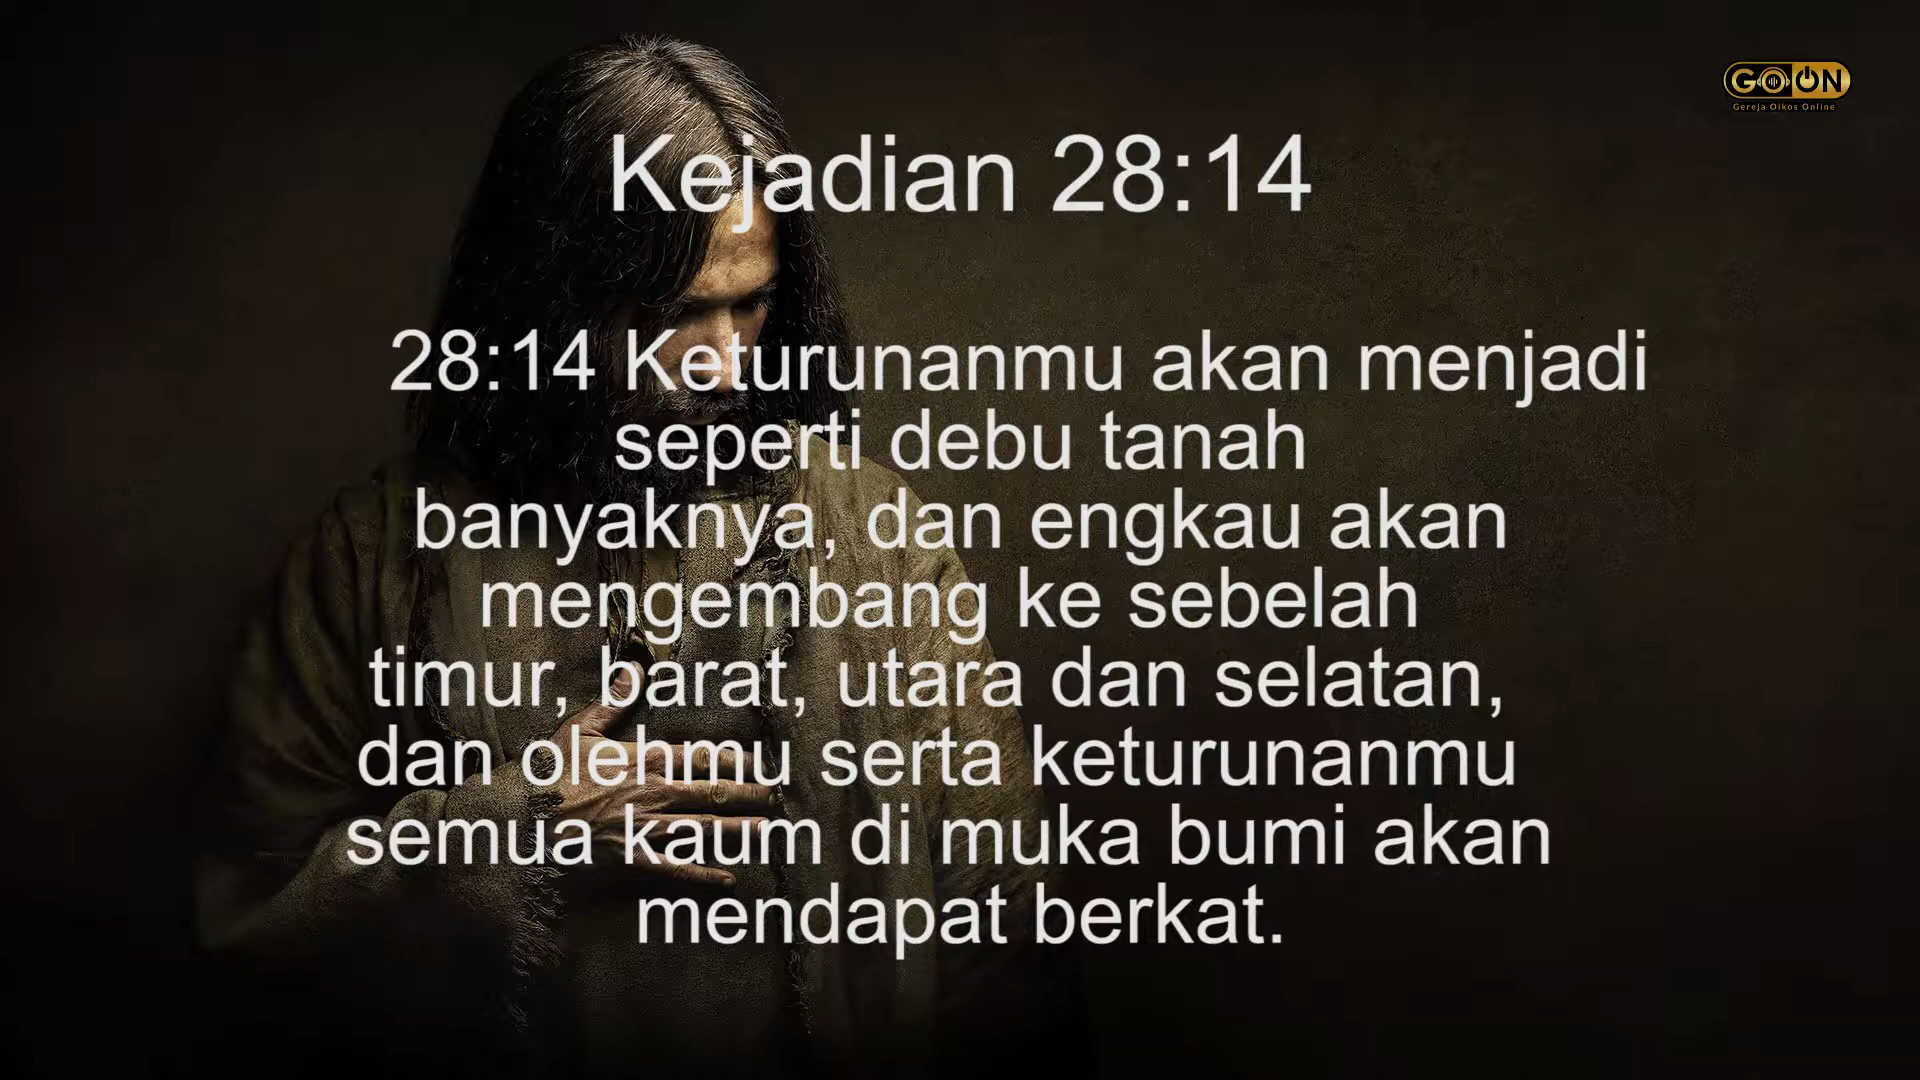 GOON
Gereja Oikos Online
Kejadian 28:14
28:14 Keturunanmu akan menjadi
seperti debu tanah
banyaknya, dan engkau akan
mengembang ke sebelah
timur, barat, utara dan selatan,
dan olehmu serta keturunanmu
semua kaum di muka bumi akan
mendapat berkat.